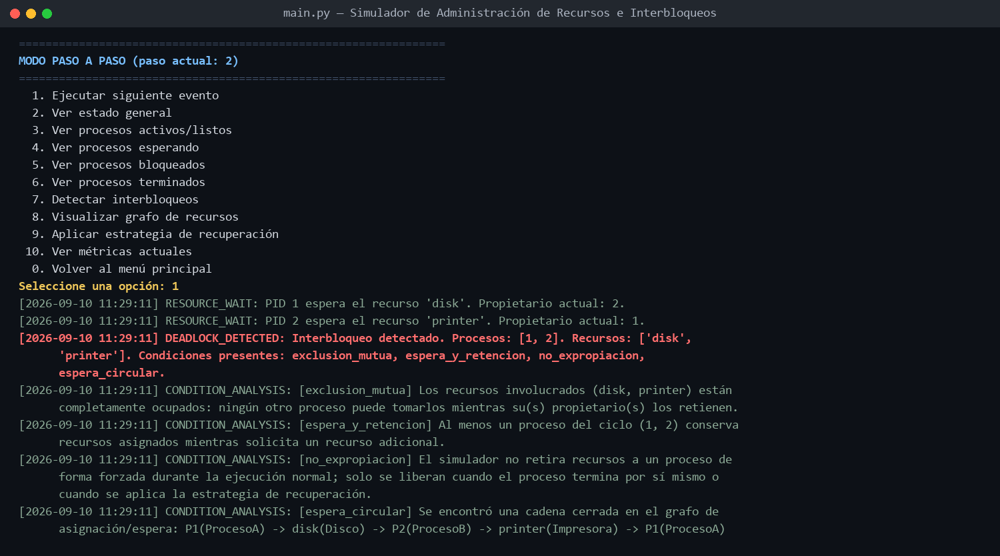 main.py — Simulador de Administración de Recursos e Interbloqueos
================================================================
MODO PASO A PASO (paso actual: 2)
================================================================
1. Ejecutar siguiente evento
2. Ver estado general
3. Ver procesos activos/listos
4. Ver procesos esperando
5. Ver procesos bloqueados
6. Ver procesos terminados
7. Detectar interbloqueos
8. Visualizar grafo de recursos
9. Aplicar estrategia de recuperación
10. Ver métricas actuales
0. Volver al menú principal
Seleccione una opción: 1
[2026-09-10 11:29:11] RESOURCE_WAIT: PID 1 espera el recurso 'disk'. Propietario actual: 2.
[2026-09-10 11:29:11] RESOURCE_WAIT: PID 2 espera el recurso 'printer'. Propietario actual: 1.
[2026-09-10 11:29:11] DEADLOCK_DETECTED: Interbloqueo detectado. Procesos: [1, 2]. Recursos: ['disk',
'printer']. Condiciones presentes: exclusion_mutua, espera_y_retencion, no_expropiacion,
espera_circular.
[2026-09-10 11:29:11] CONDITION_ANALYSIS: [exclusion_mutua] Los recursos involucrados (disk, printer) están
completamente ocupados: ningún otro proceso puede tomarlos mientras su(s) propietario(s) los retienen.
[2026-09-10 11:29:11] CONDITION_ANALYSIS: [espera_y_retencion] Al menos un proceso del ciclo (1, 2) conserva
recursos asignados mientras solicita un recurso adicional.
[2026-09-10 11:29:11] CONDITION_ANALYSIS: [no_expropiacion] El simulador no retira recursos a un proceso de
forma forzada durante la ejecución normal; solo se liberan cuando el proceso termina por sí mismo o
cuando se aplica la estrategia de recuperación.
[2026-09-10 11:29:11] CONDITION_ANALYSIS: [espera_circular] Se encontró una cadena cerrada en el grafo de
asignación/espera: P1(ProcesoA) -> disk(Disco) -> P2(ProcesoB) -> printer(Impresora) -> P1(ProcesoA)